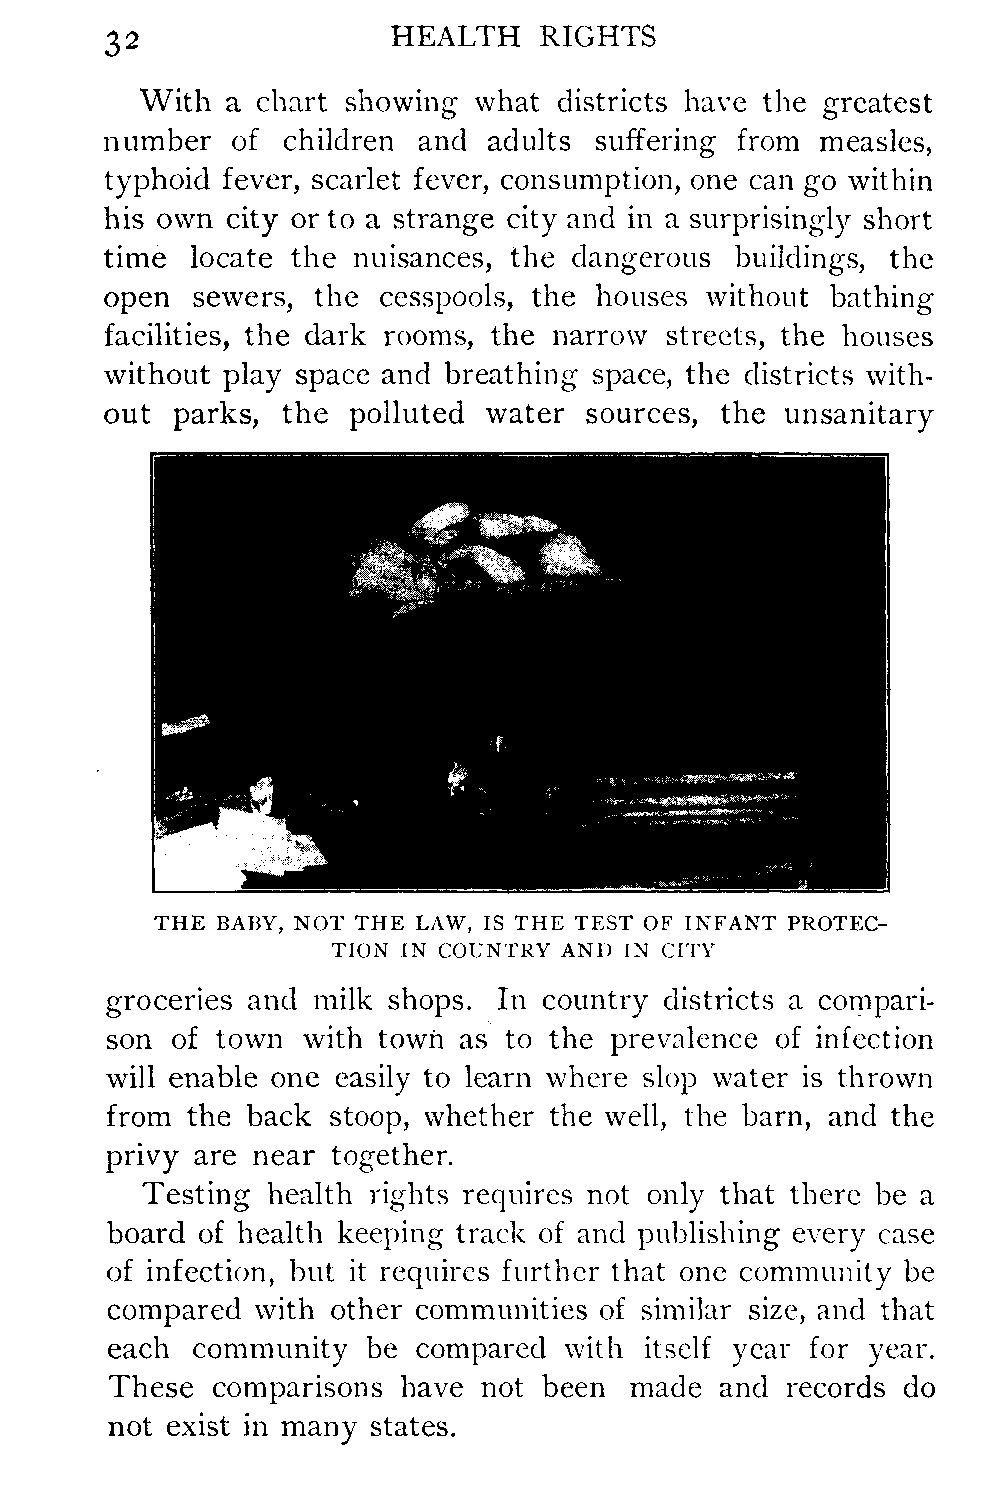 32 HEALTH RIGHTS
With a chart showing what districts have the greatest
number of children and adults suffering from measles,
typhoid fever, scarlet fever, consumption, one can go within
his own city or to a strange city and in a surprisingly short
time locate the nuisances, the dangerous buildings, the
open sewers, the cesspools, the houses without bathing
facilities, the dark rooms, the narrow streets, the houses
without play space and breathing space, the districts with-
out parks, the polluted water sources, the unsanitary
THE BABY, NOT THE LAW, IS THE TEST OF INFANT PROTEC-
TION IN COUNTRY AND IN CITY
groceries and milk shops. In country districts a compari-
son of town with town as to the prevalence of infection
will enable one easily to learn where slop water is thrown
from the back stoop, whether the well, the barn, and the
privy are near together.
Testing health rights requires not only that there be a
board of health keeping track of and publishing every case
of infection, but it requires further that one community be
compared with other communities of similar size, and that
each community be compared with itself year for year.
These comparisons have not been made and records do
not exist in many states.